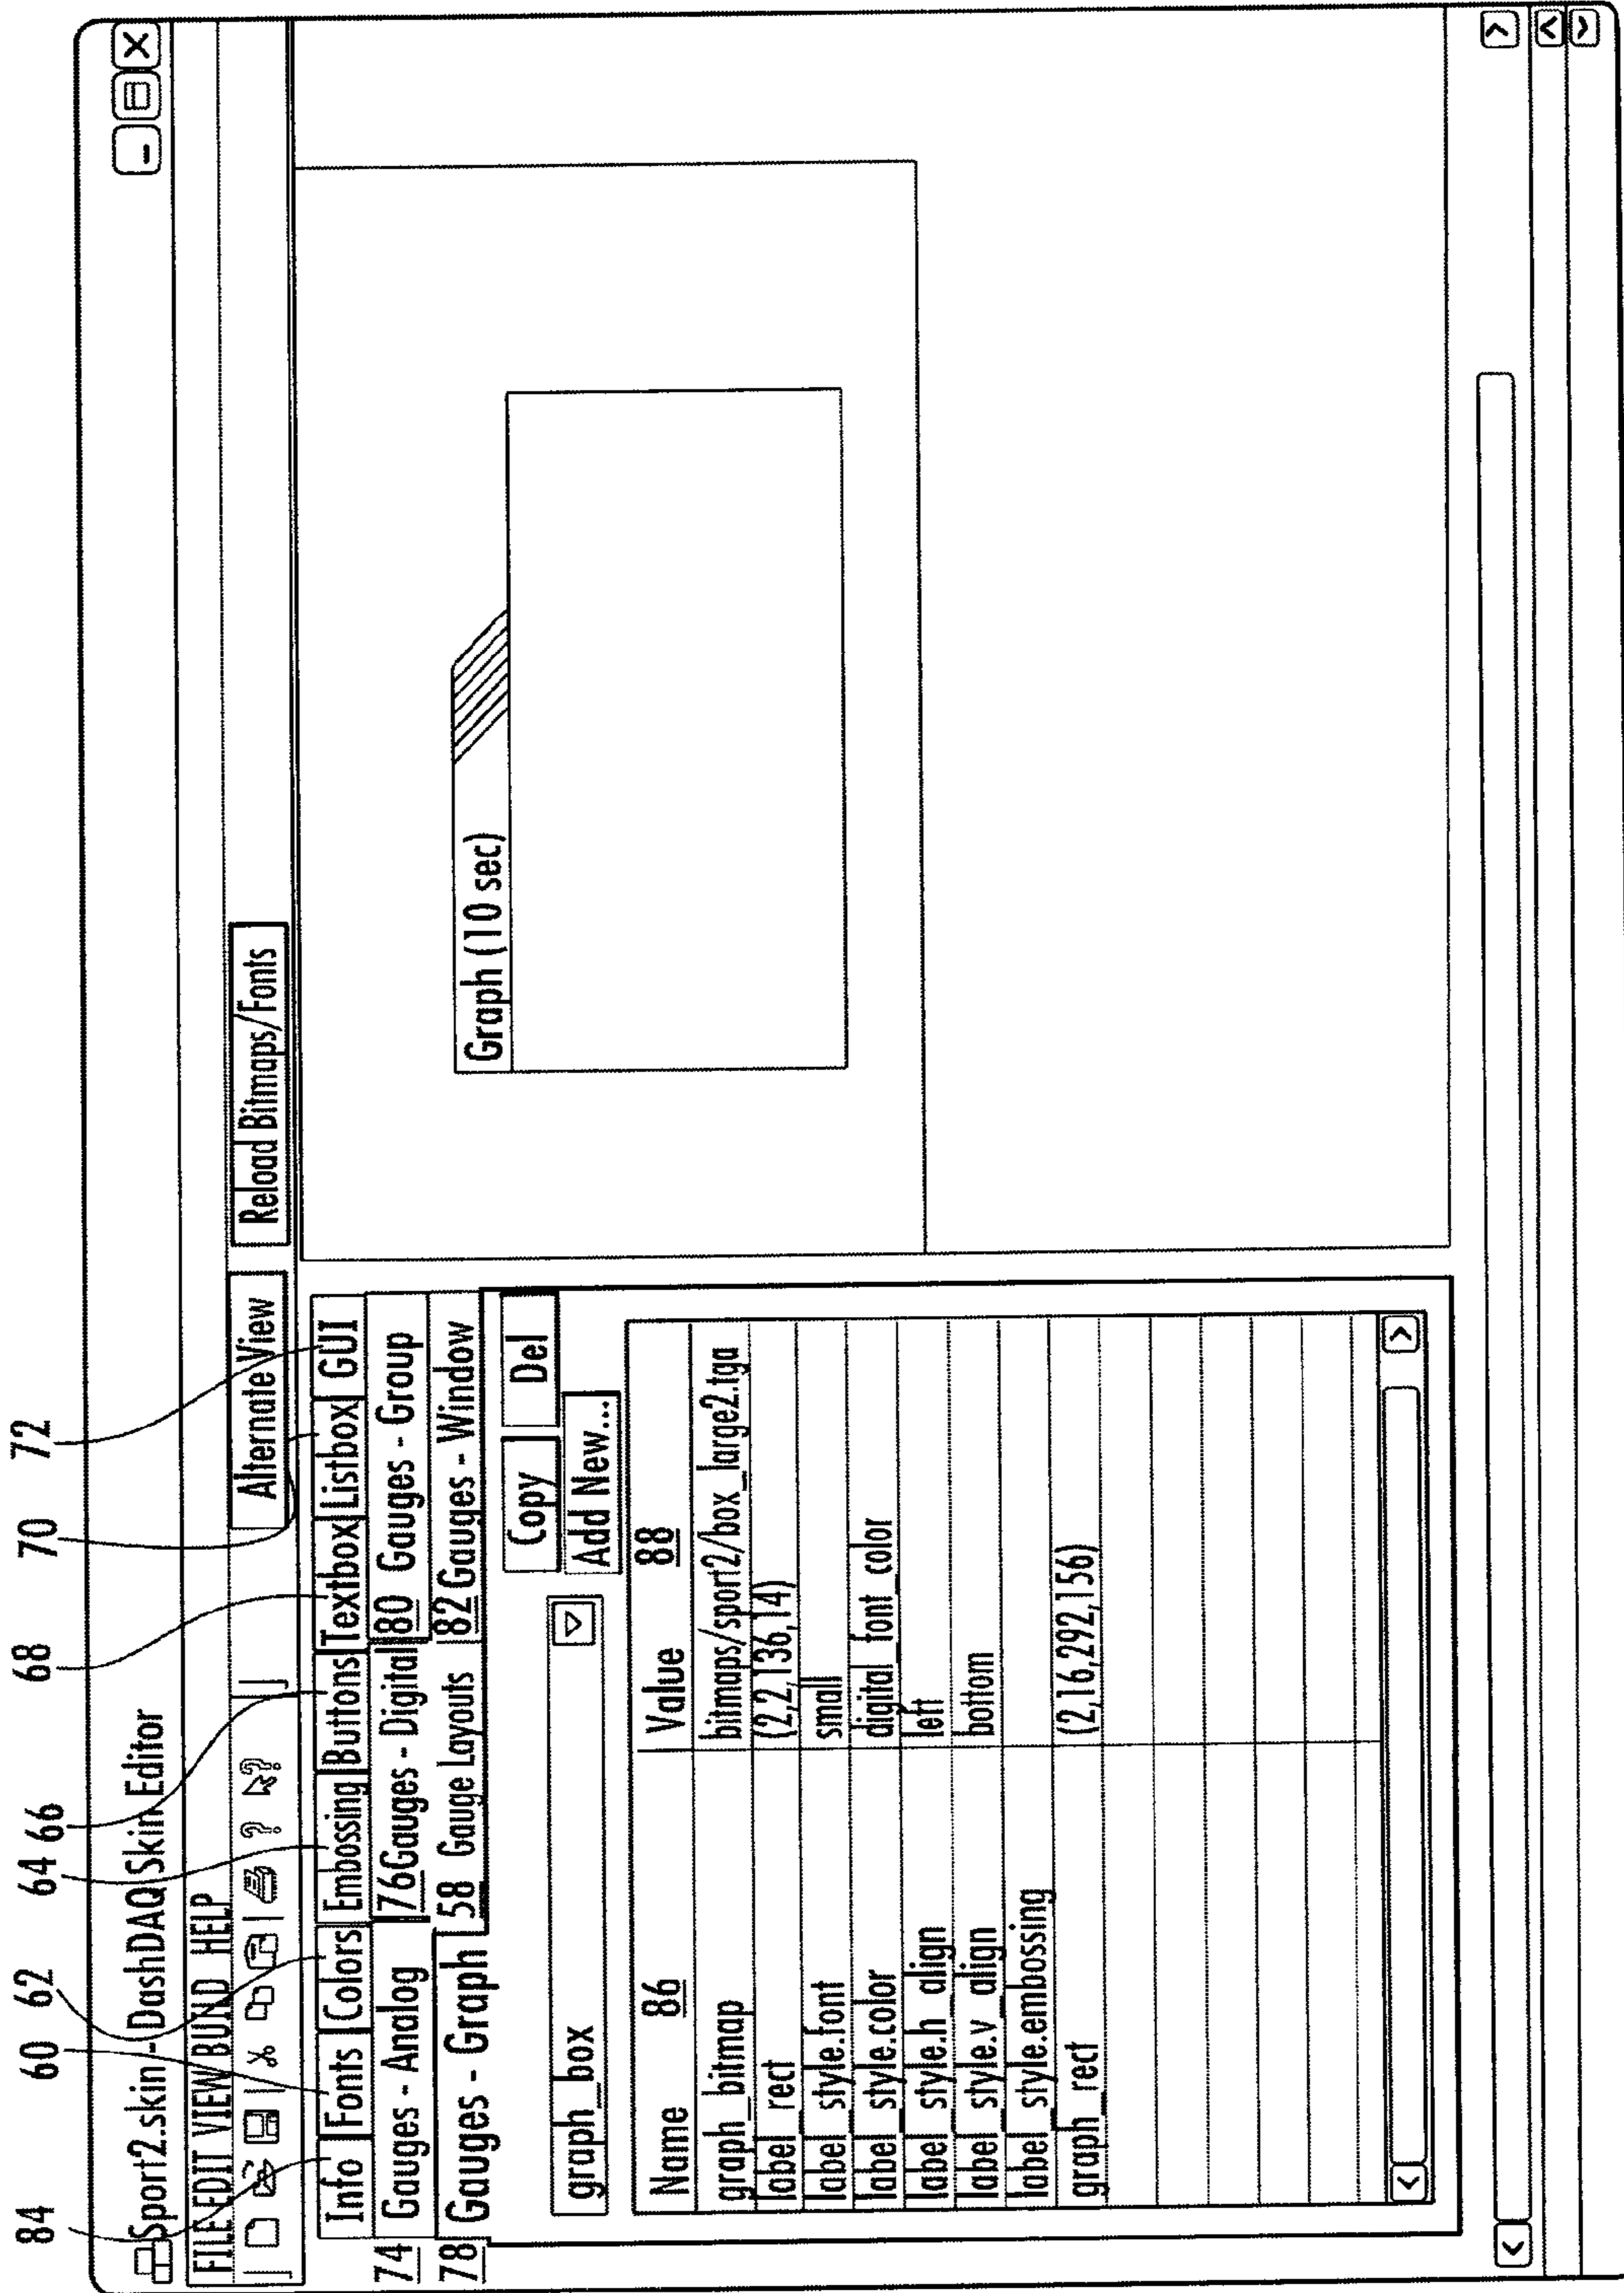 84 60 62 64 66 68 70 72
Sport2.skin-DashDAQ Skin Editor
FILE EDIT VIEW BUND HELP
Alternate View Reload Bitmaps/Fonts
Info Fonts Colors Embossing Buttons Textbox Listbox GUI
74 Gauges - Analog 76 Gauges - Digital 80 Gauges - Group
78 Gauges - Graph 58 Gauge Layouts 82 Gauges - Window
Copy Del
graph_box Add New...
Name 86 Value 88
graph_bitmap bitmaps/sport2/box_large2.tga
label_rect (2,2,136,14)
label_style.font small
label_style.color digital_font_color
label_style.h_align left
label_style.v_align bottom
label_style.embossing
graph_rect (2,16,292,156)
Graph (10 sec)